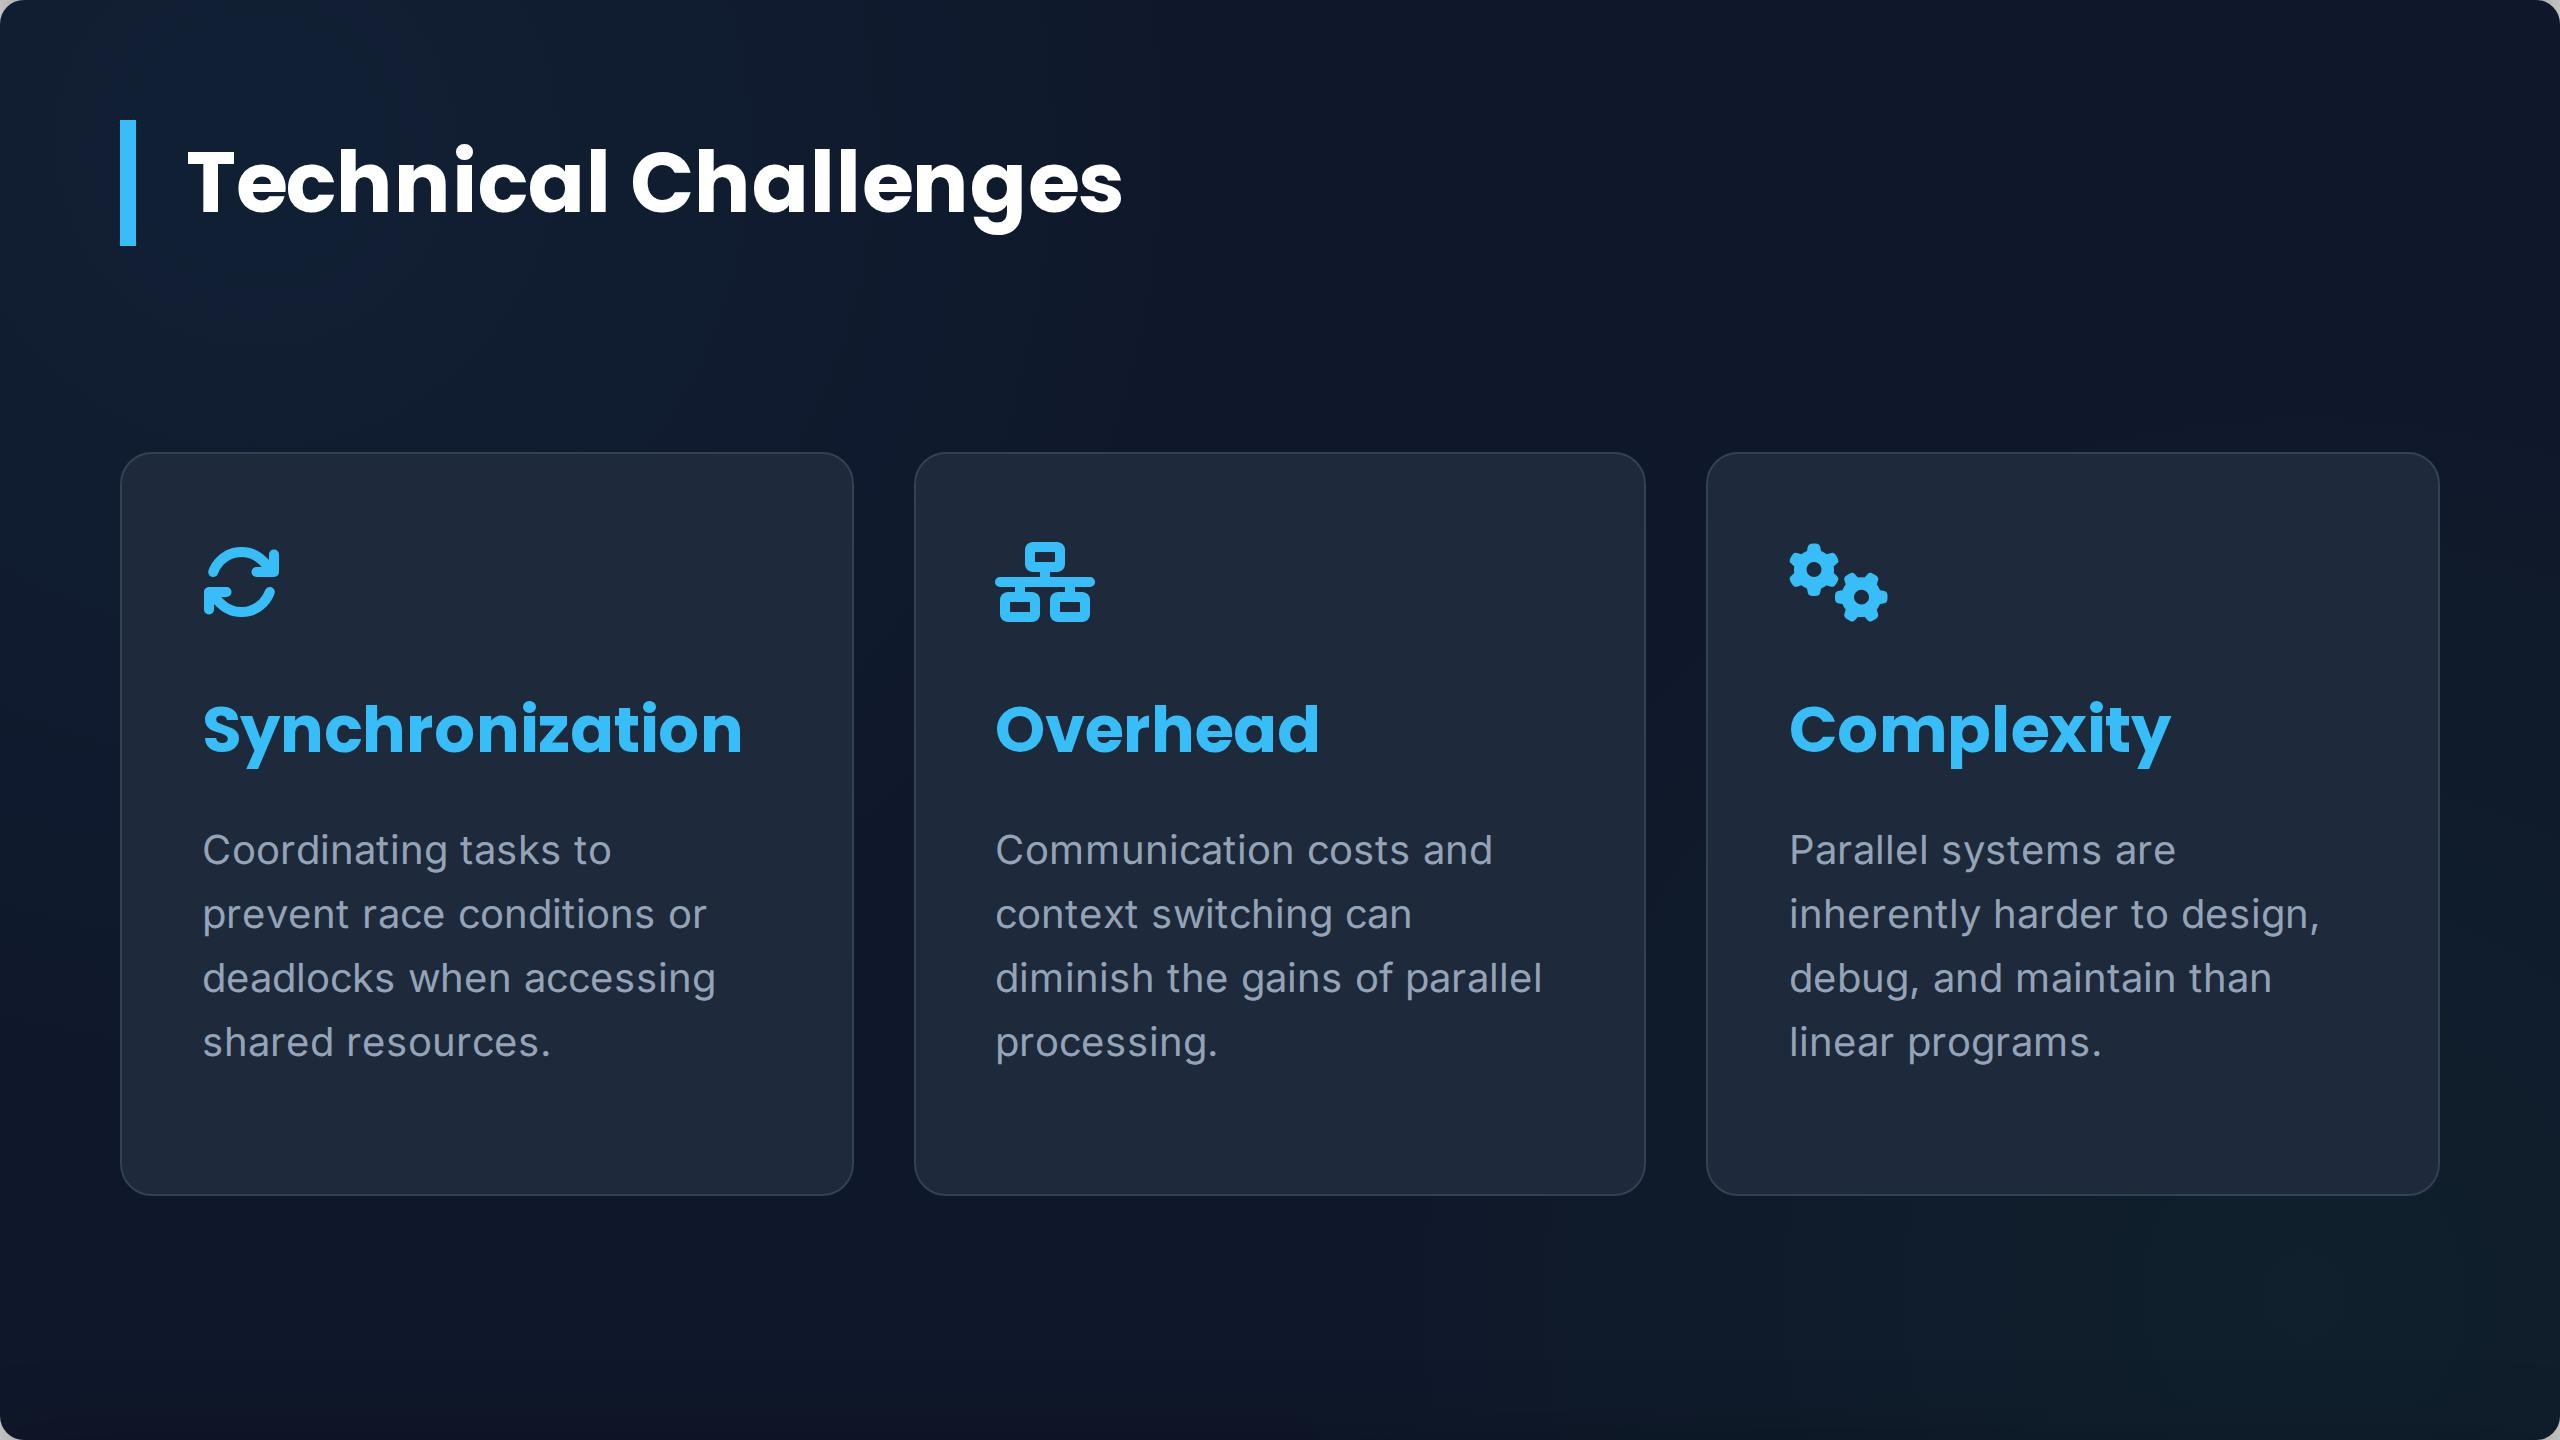 Technical Challenges
Synchronization
Coordinating tasks to
prevent race conditions or
deadlocks when accessing
shared resources.
Overhead
Communication costs and
context switching can
diminish the gains of parallel
processing.
Complexity
Parallel systems are
inherently harder to design,
debug, and maintain than
linear programs.